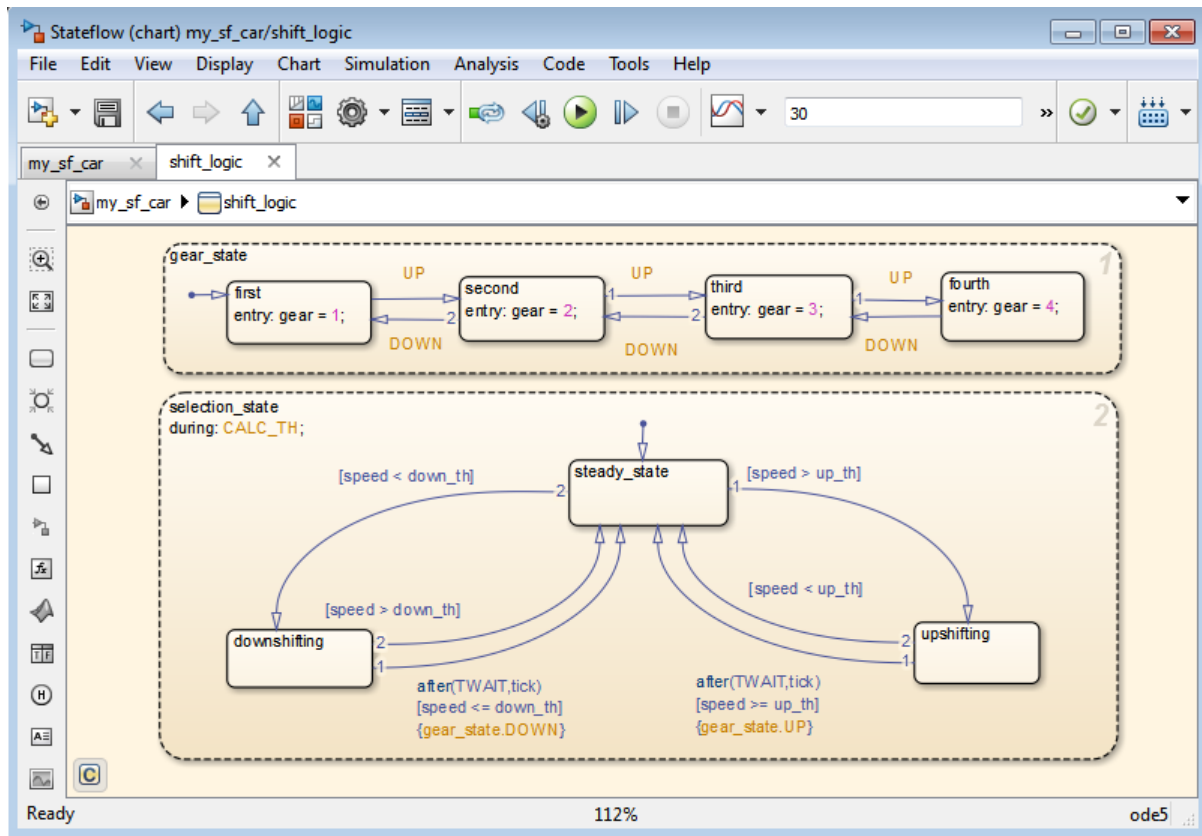 Stateflow (chart) my_sf_car/shift_logic
File Edit View Display Chart Simulation Analysis Code Tools Help
30 »
my_sf_car × shift_logic ×
my_sf_car shift_logic
gear_state 1
UP UP UP
first
entry: gear = 1;
second
entry: gear = 2;
third
entry: gear = 3;
fourth
entry: gear = 4;
1 1
2 2
1
DOWN DOWN DOWN
selection_state 2
during: CALC_TH;
[speed < down_th] steady_state [speed > up_th]
2 1
[speed > down_th] [speed < up_th]
downshifting 2 2 upshifting
1 1
after(TWAIT,tick)
[speed <= down_th]
{gear_state.DOWN}
after(TWAIT,tick)
[speed >= up_th]
{gear_state.UP}
fx
T F
H
A
C
Ready 112% ode5